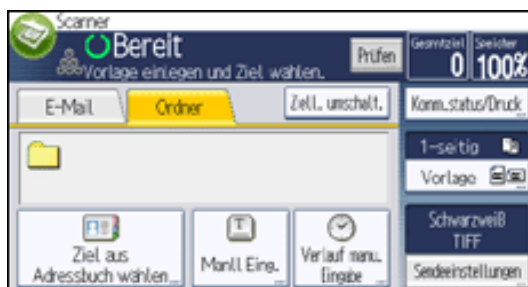 Scanner
Bereit
Vorlage einlegen und Ziel wählen.
Prüfen
Gesamtziel
0
Speicher
100%
E-Mail
Ordner
Zell. umschalt.
Komm.status/Druck
1-seitig
Vorlage
Ziel aus
Adressbuch wählen
Manll Eing.
Verlauf manu.
Eingabe
Schwarzweiß
TIFF
Sendeeinstellungen